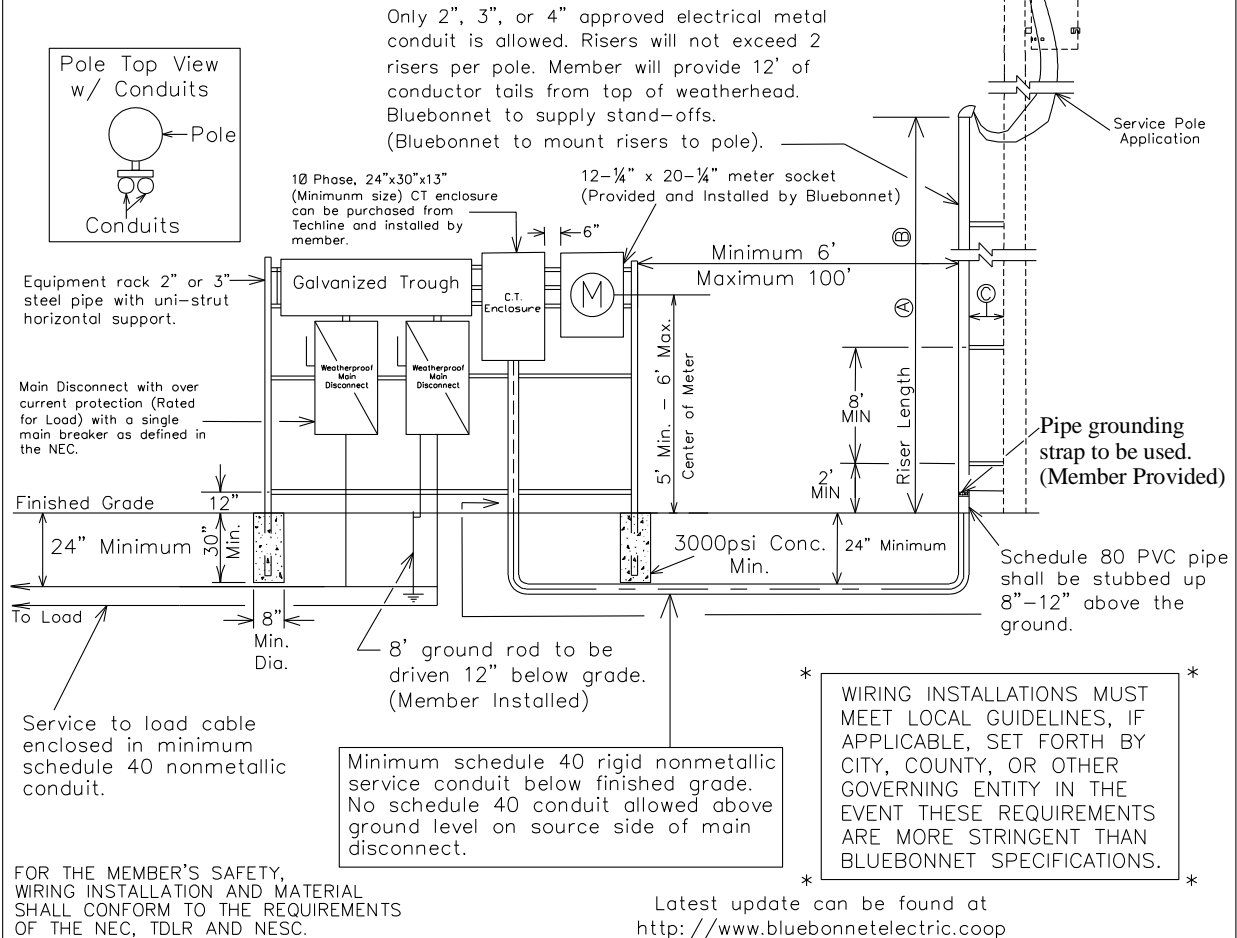 Only 2", 3", or 4" approved electrical metal
conduit is allowed. Risers will not exceed 2
risers per pole. Member will provide 12' of
conductor tails from top of weatherhead.
Bluebonnet to supply stand-offs.
(Bluebonnet to mount risers to pole).
Pole Top View
w/ Conduits
Pole
Conduits
Service Pole
Application
1Ø Phase, 24"x30"x13"
(Minimunm size) CT enclosure
can be purchased from
Techline and installed by
member.
12-¼" x 20-¼" meter socket
(Provided and Installed by Bluebonnet)
6"
Minimum 6'
Maximum 100'
Equipment rack 2" or 3"
steel pipe with uni-strut
horizontal support.
Galvanized Trough
C.T.
Enclosure
M
B
A
C
Riser Length
Weatherproof
Main
Disconnect
Weatherproof
Main
Disconnect
5' Min. - 6' Max.
Center of Meter
8'
MIN
2'
MIN
Main Disconnect with over
current protection (Rated
for Load) with a single
main breaker as defined in
the NEC.
Pipe grounding
strap to be used.
(Member Provided)
Finished Grade
12"
24" Minimum
30"
Min.
3000psi Conc.
Min.
24" Minimum
Schedule 80 PVC pipe
shall be stubbed up
8"-12" above the
ground.
To Load
8"
Min.
Dia.
8' ground rod to be
driven 12" below grade.
(Member Installed)
Service to load cable
enclosed in minimum
schedule 40 nonmetallic
conduit.
Minimum schedule 40 rigid nonmetallic
service conduit below finished grade.
No schedule 40 conduit allowed above
ground level on source side of main
disconnect.
* *
WIRING INSTALLATIONS MUST
MEET LOCAL GUIDELINES, IF
APPLICABLE, SET FORTH BY
CITY, COUNTY, OR OTHER
GOVERNING ENTITY IN THE
EVENT THESE REQUIREMENTS
ARE MORE STRINGENT THAN
BLUEBONNET SPECIFICATIONS.
* *
FOR THE MEMBER'S SAFETY,
WIRING INSTALLATION AND MATERIAL
SHALL CONFORM TO THE REQUIREMENTS
OF THE NEC, TDLR AND NESC.
Latest update can be found at
http://www.bluebonnetelectric.coop